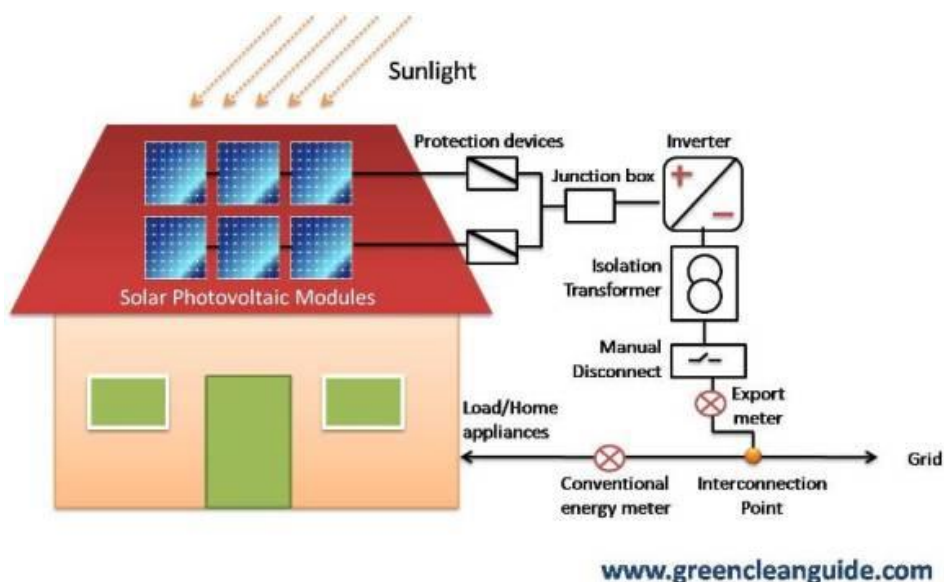 Sunlight
Protection devices
Inverter
Junction box
+
−
Solar Photovoltaic Modules
Isolation
Transformer
Manual
Disconnect
Export
meter
Load/Home
appliances
Grid
Conventional
energy meter
Interconnection
Point
www.greencleanguide.com